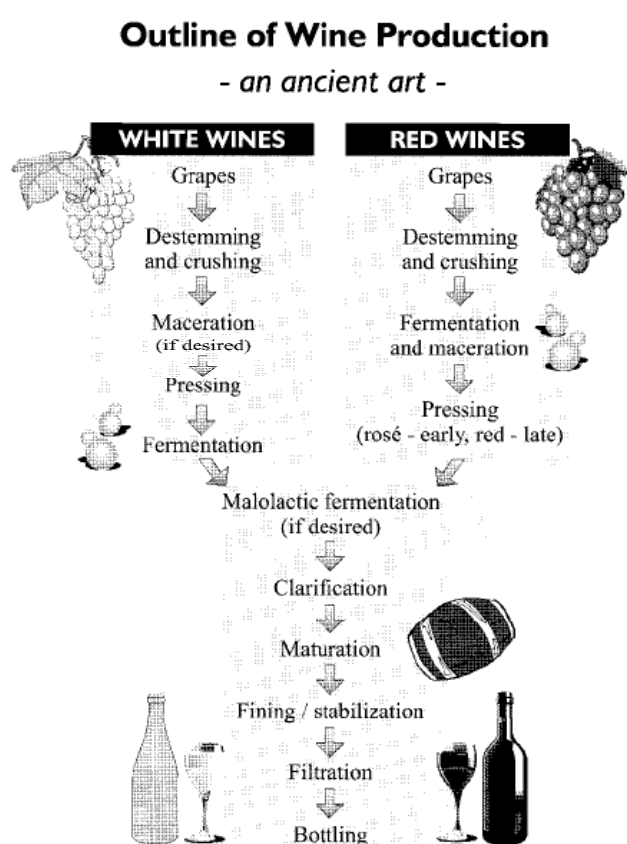 Outline of Wine Production
- an ancient art -
WHITE WINES
Grapes
Destemming
and crushing
Maceration
(if desired)
Pressing
Fermentation
RED WINES
Grapes
Destemming
and crushing
Fermentation
and maceration
Pressing
(rosé - early, red - late)
Malolactic fermentation
(if desired)
Clarification
Maturation
Fining / stabilization
Filtration
Bottling